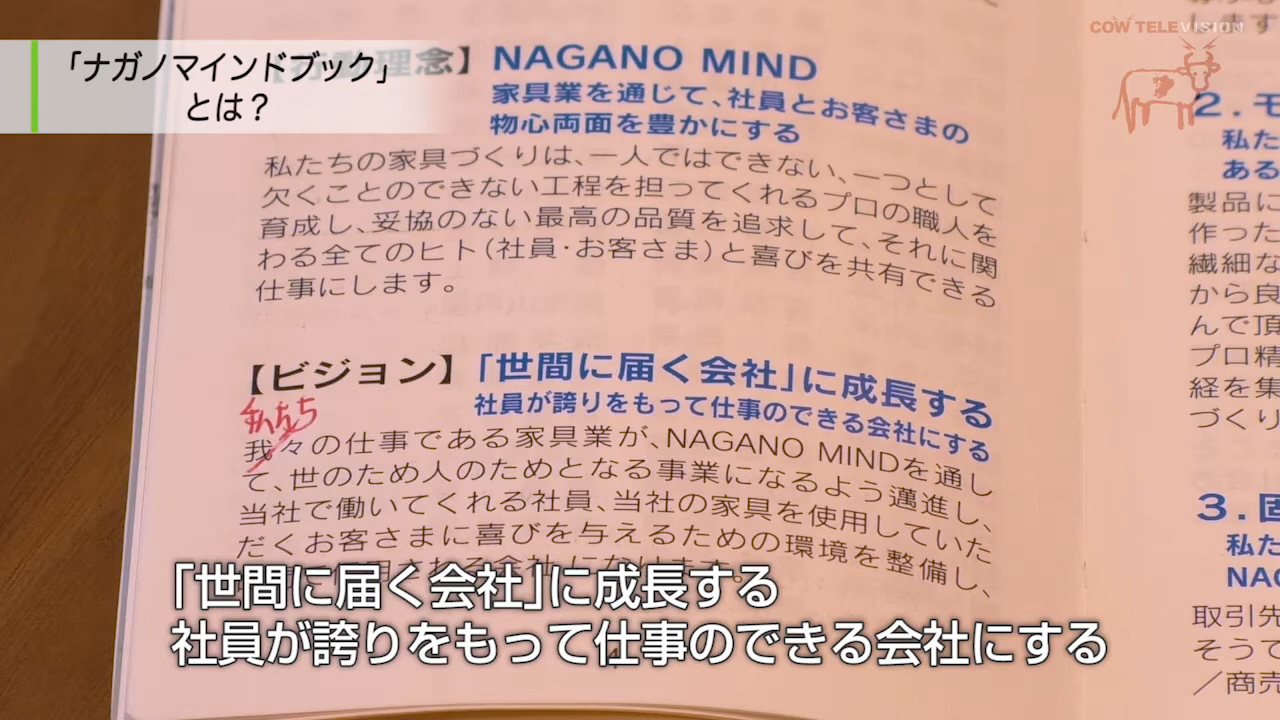 COW TELEVISION
「ナガノマインドブック」
とは?
理念】 NAGANO MIND
家具業を通じて、社員とお客さまの
物心両面を豊かにする
私たちの家具づくりは、一人ではできない、一つとして
欠くことのできない工程を担ってくれるプロの職人を
育成し、妥協のない最高の品質を追求して、それに関
わる全てのヒト(社員・お客さま)と喜びを共有できる
仕事にします。
【ビジョン】「世間に届く会社」に成長する
社員が誇りをもって仕事のできる会社にする
私たち
我々の仕事である家具業が、NAGANO MINDを通し
て、世のため人のためとなる事業になるよう邁進し、
当社で働いてくれる社員、当社の家具を使用していた
だくお客さまに喜びを与えるための環境を整備し、
「世間に届く会社」に成長する
社員が誇りをもって仕事のできる会社にする
2.モ
私た
ある
製品に
作った
繊細な
から良
んで頂
プロ精
経を集
づくり
3.固
私た
NAG
取引先
そうで
/商売